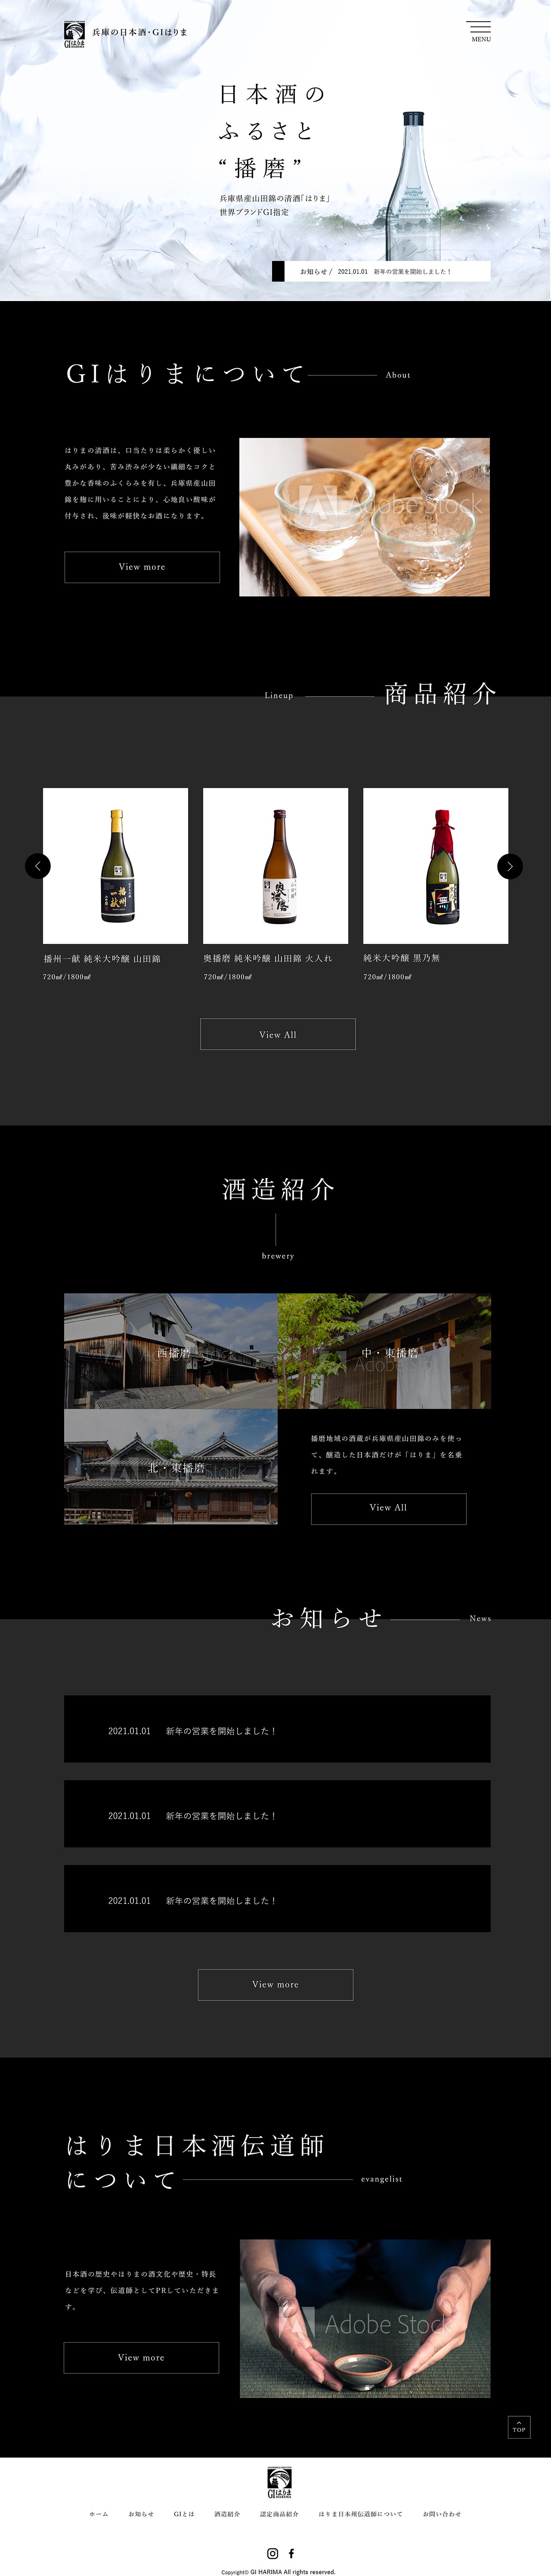 GIはりま
兵庫の日本酒・GIはりま
MENU
日本酒の
ふるさと
“播磨”
兵庫県産山田錦の清酒「はりま」
世界ブランドGI指定
お知らせ / 2021.01.01 新年の営業を開始しました！
GIはりまについて
About
はりまの清酒は、口当たりは柔らかく優しい
丸みがあり、苦み渋みが少ない繊細なコクと
豊かな香味のふくらみを有し、兵庫県産山田
錦を麹に用いることにより、心地良い酸味が
付与され、後味が軽快なお酒になります。
View more
Adobe Stock
Lineup
商品紹介
播州一献 純米大吟醸 山田錦
720㎖/1800㎖
奥播磨 純米吟醸 山田錦 火入れ
720㎖/1800㎖
純米大吟醸 黒乃無
720㎖/1800㎖
View All
酒造紹介
brewery
西播磨
中・東播磨
北・東播磨
播磨地域の酒蔵が兵庫県産山田錦のみを使っ
て、醸造した日本酒だけが「はりま」を名乗
れます。
View All
お知らせ
News
2021.01.01 新年の営業を開始しました！
2021.01.01 新年の営業を開始しました！
2021.01.01 新年の営業を開始しました！
View more
はりま日本酒伝道師
について
evangelist
日本酒の歴史やはりまの酒文化や歴史・特長
などを学び、伝道師としてPRしていただきま
す。
View more
Adobe Stock
TOP
GIはりま
ホーム お知らせ GIとは 酒造紹介 認定商品紹介 はりま日本州伝道師について お問い合わせ
Copyright© GI HARIMA All rights reserved.